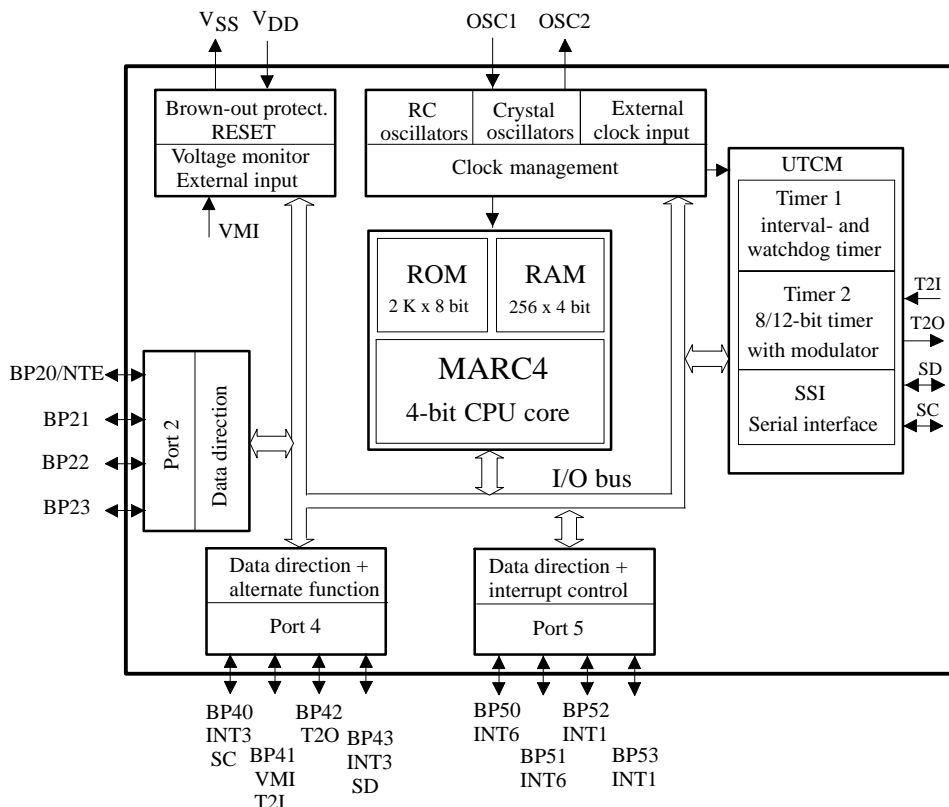 VSS VDD OSC1 OSC2
Brown-out protect.
RESET
Voltage monitor
External input
VMI
RC
oscillators
Crystal
oscillators
External
clock input
Clock management
UTCM
Timer 1
interval- and
watchdog timer
Timer 2
8/12-bit timer
with modulator
SSI
Serial interface
T2I
T2O
SD
SC
ROM
2 K x 8 bit
RAM
256 x 4 bit
MARC4
4-bit CPU core
I/O bus
BP20/NTE
BP21
BP22
BP23
Port 2
Data direction
Data direction +
alternate function
Port 4
Data direction +
interrupt control
Port 5
BP40
INT3
SC
BP41
VMI
T2I
BP42
T2O
BP43
INT3
SD
BP50
INT6
BP51
INT6
BP52
INT1
BP53
INT1